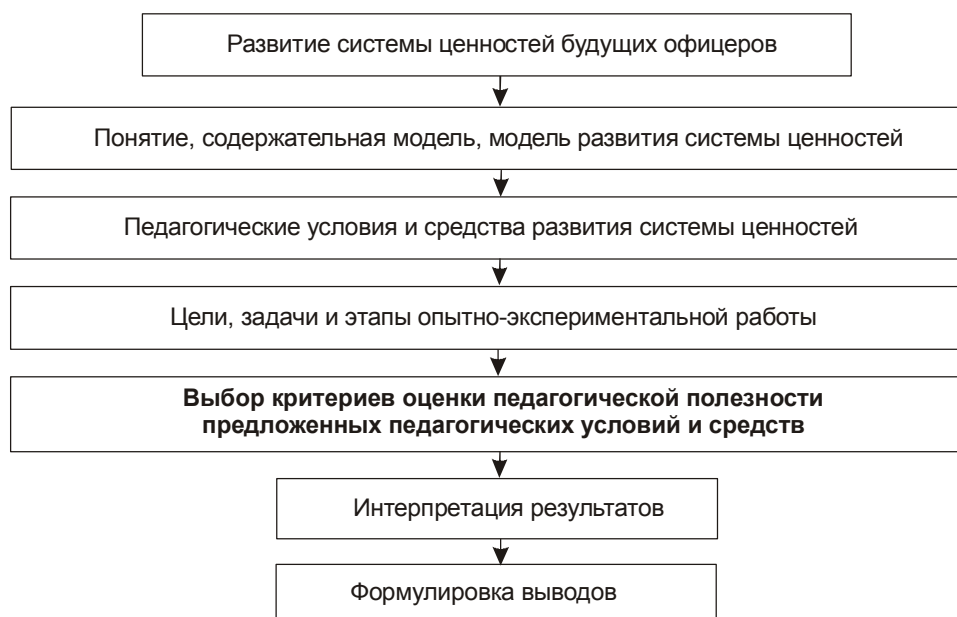 Развитие системы ценностей будущих офицеров
Понятие, содержательная модель, модель развития системы ценностей
Педагогические условия и средства развития системы ценностей
Цели, задачи и этапы опытно-экспериментальной работы
Выбор критериев оценки педагогической полезности
предложенных педагогических условий и средств
Интерпретация результатов
Формулировка выводов